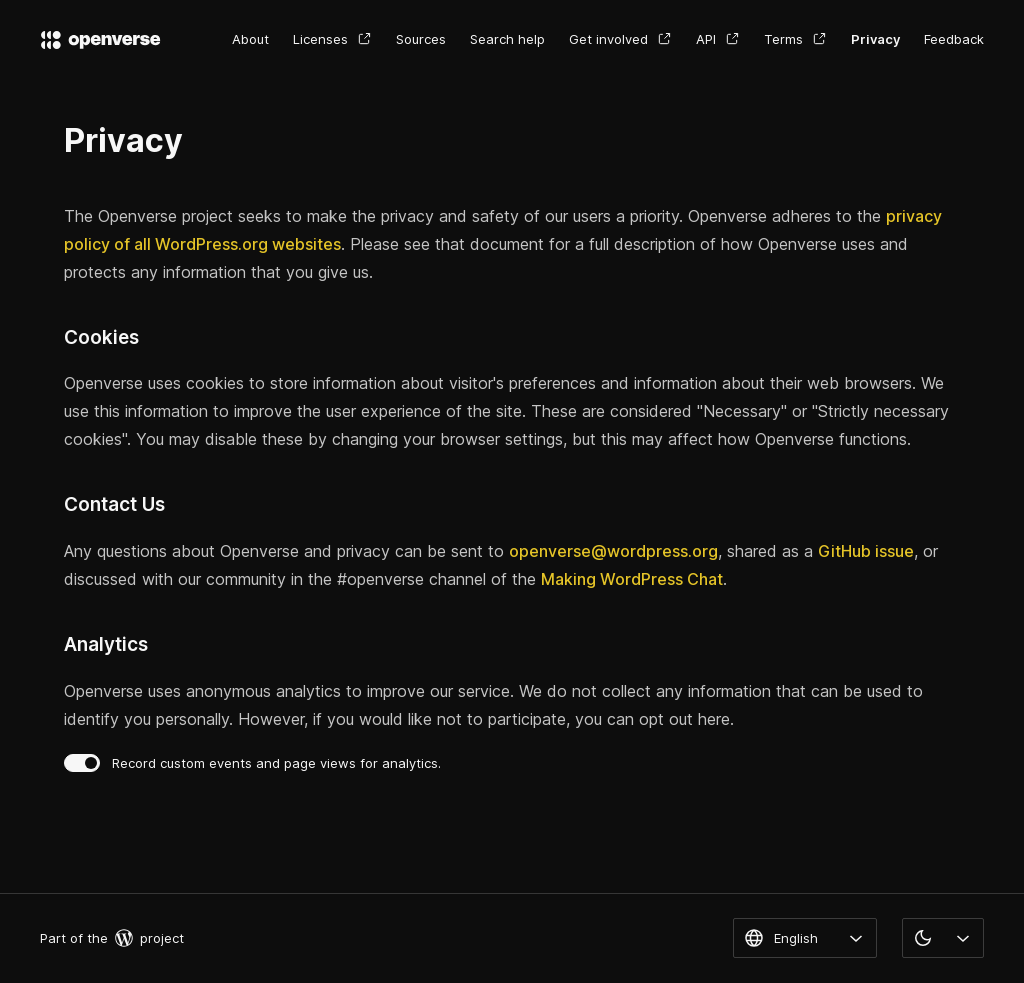 openverse About Licenses Sources Search help Get involved API Terms Privacy Feedback
Privacy
The Openverse project seeks to make the privacy and safety of our users a priority. Openverse adheres to the privacy
policy of all WordPress.org websites. Please see that document for a full description of how Openverse uses and
protects any information that you give us.
Cookies
Openverse uses cookies to store information about visitor's preferences and information about their web browsers. We
use this information to improve the user experience of the site. These are considered "Necessary" or "Strictly necessary
cookies". You may disable these by changing your browser settings, but this may affect how Openverse functions.
Contact Us
Any questions about Openverse and privacy can be sent to openverse@wordpress.org, shared as a GitHub issue, or
discussed with our community in the #openverse channel of the Making WordPress Chat.
Analytics
Openverse uses anonymous analytics to improve our service. We do not collect any information that can be used to
identify you personally. However, if you would like not to participate, you can opt out here.
Record custom events and page views for analytics.
Part of the project English